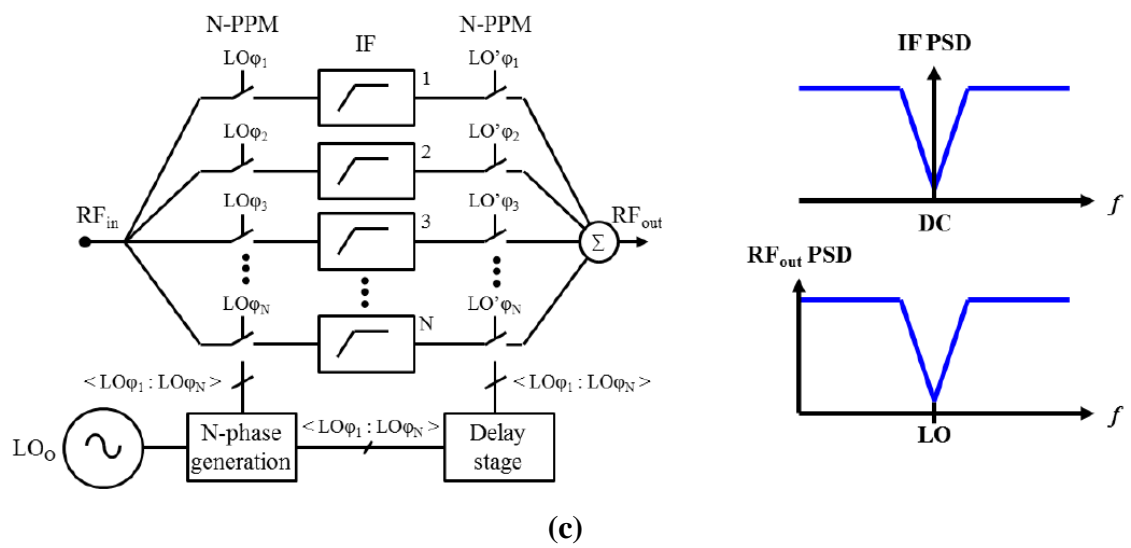 N-PPM
IF
N-PPM
LOφ₁
1
LO'φ₁
LOφ₂
2
LO'φ₂
RFᵢₙ
LOφ₃
3
LO'φ₃
RFₒᵤₜ
Σ
LOφN
N
LO'φN
< LOφ₁ : LOφN >
< LOφ₁ : LOφN >
LOO
N-phase
generation
< LOφ₁ : LOφN >
Delay
stage
IF PSD
DC
f
RFₒᵤₜ PSD
LO
f
(c)